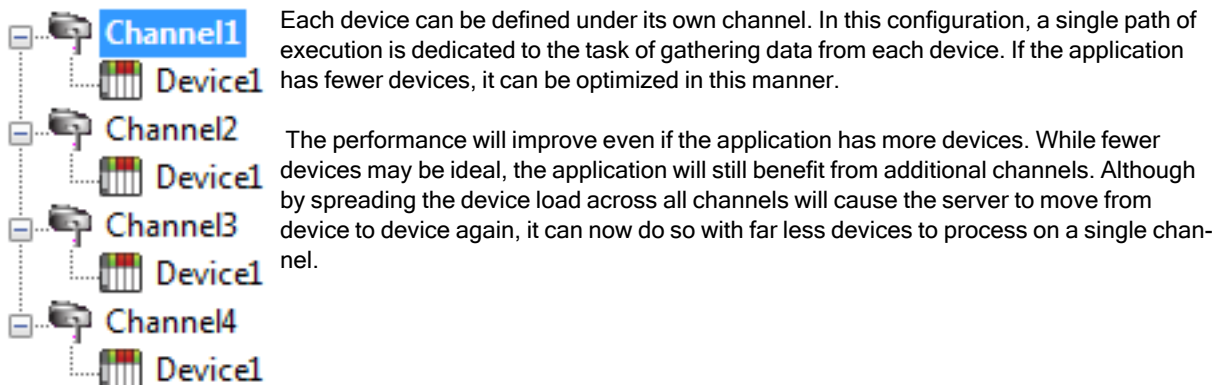 Channel1
Device1
Channel2
Device1
Channel3
Device1
Channel4
Device1
Each device can be defined under its own channel. In this configuration, a single path of
execution is dedicated to the task of gathering data from each device. If the application
has fewer devices, it can be optimized in this manner.
The performance will improve even if the application has more devices. While fewer
devices may be ideal, the application will still benefit from additional channels. Although
by spreading the device load across all channels will cause the server to move from
device to device again, it can now do so with far less devices to process on a single chan-
nel.